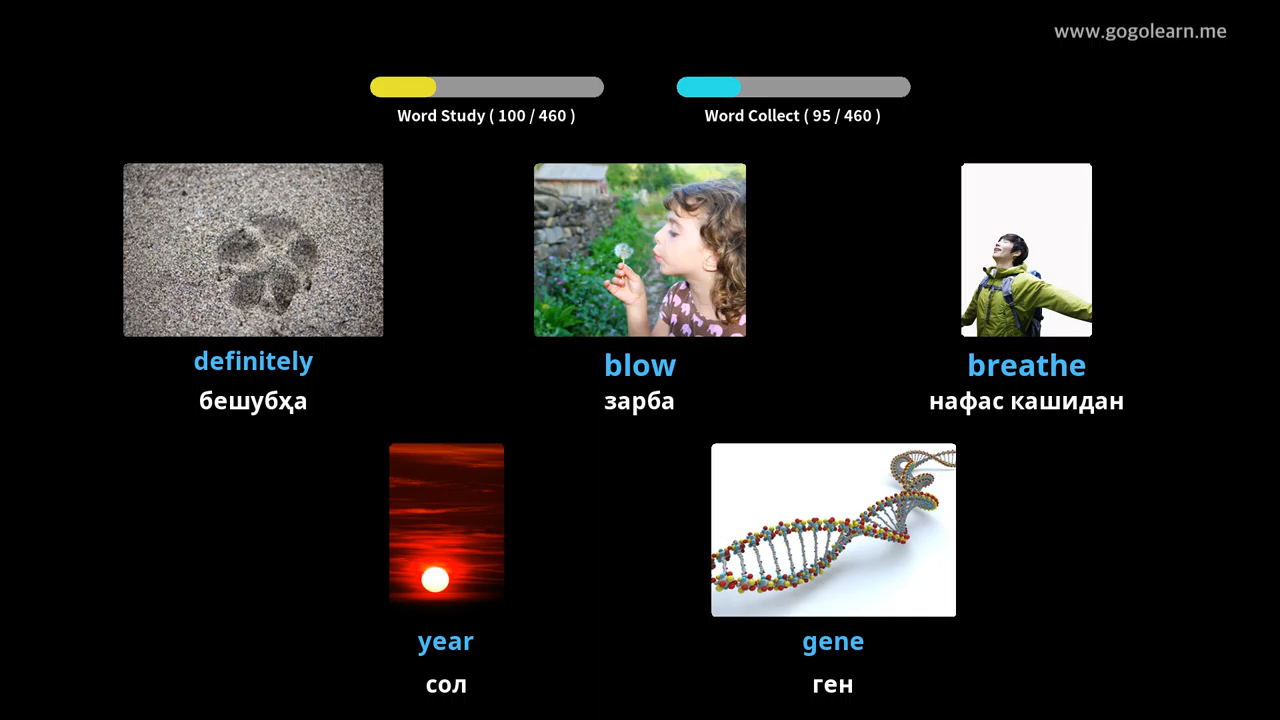 www.gogolearn.me
Word Study ( 100 / 460 )
Word Collect ( 95 / 460 )
definitely
бешубҳа
blow
зарба
breathe
нафас кашидан
year
сол
gene
ген